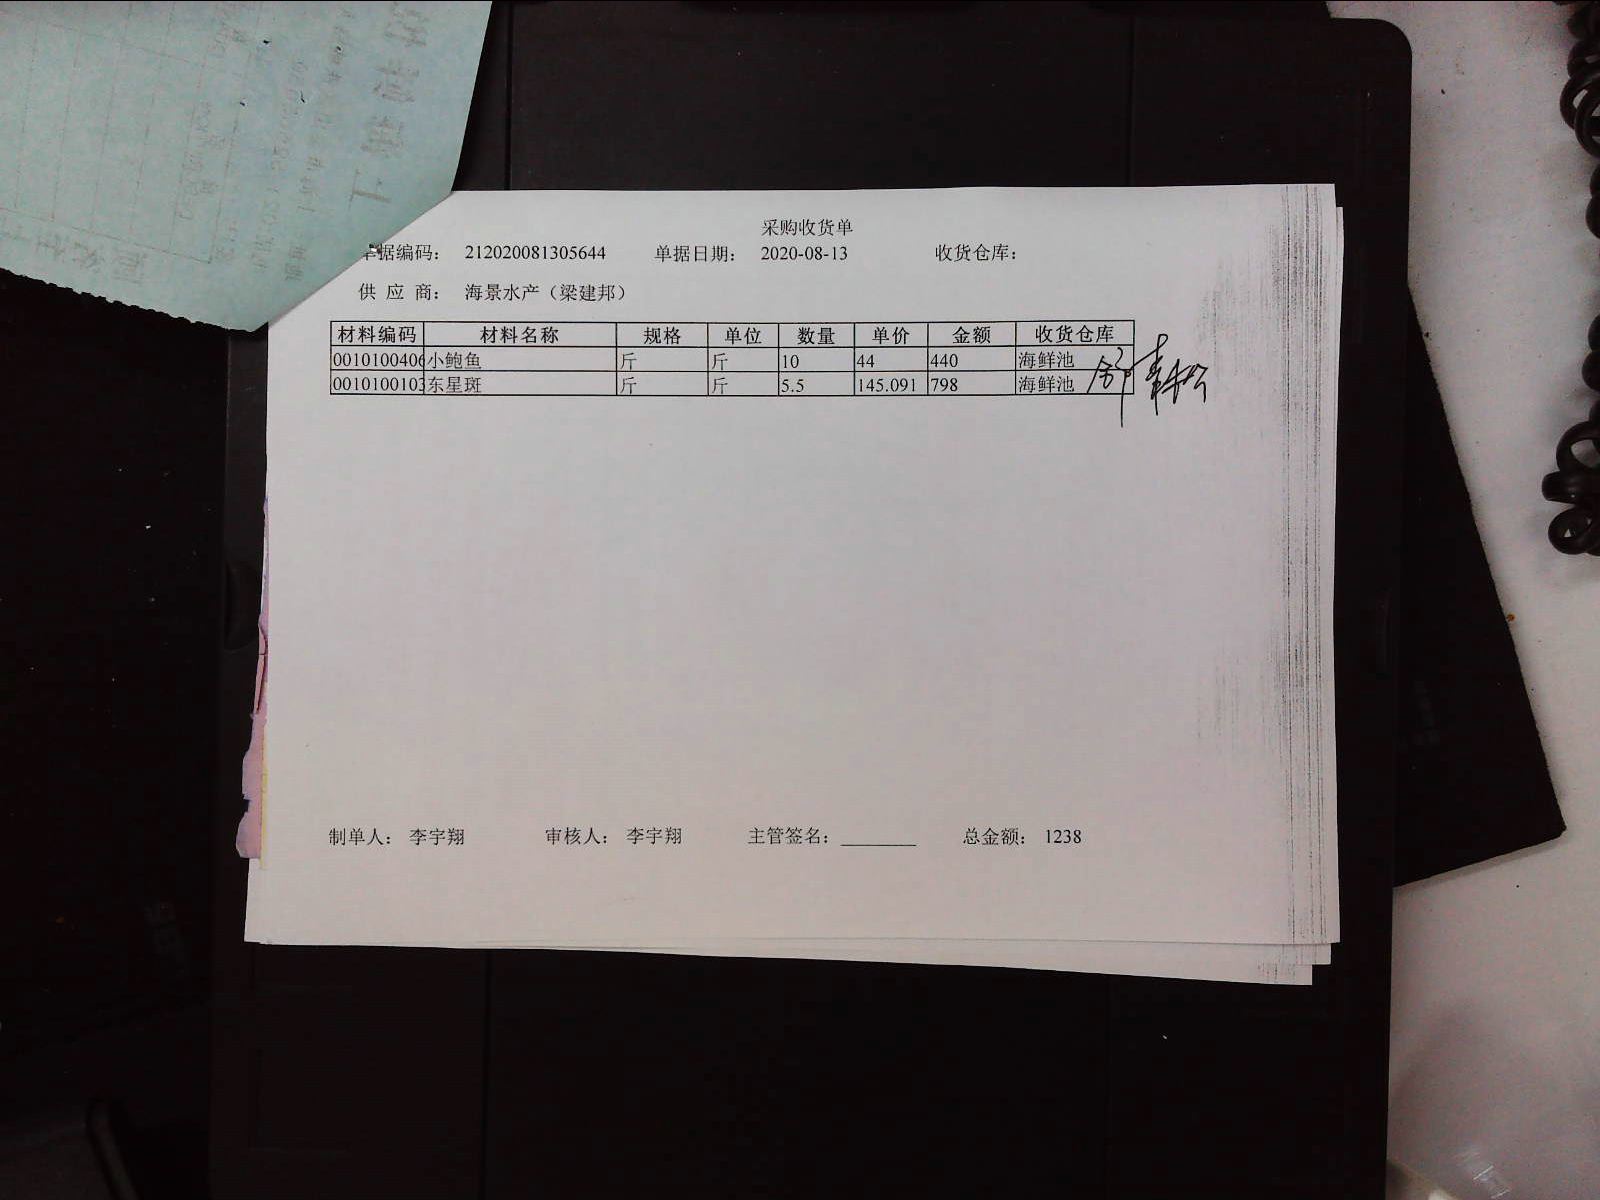 采购收货单
单据编码： 212020081305644 单据日期： 2020-08-13 收货仓库：
供 应 商： 海景水产（梁建邦）
材料编码 材料名称 规格 单位 数量 单价 金额 收货仓库
0010100406 小鲍鱼 斤 斤 10 44 440 海鲜池
0010100103 东星斑 斤 斤 5.5 145.091 798 海鲜池
制单人： 李宇翔 审核人： 李宇翔 主管签名： 总金额： 1238